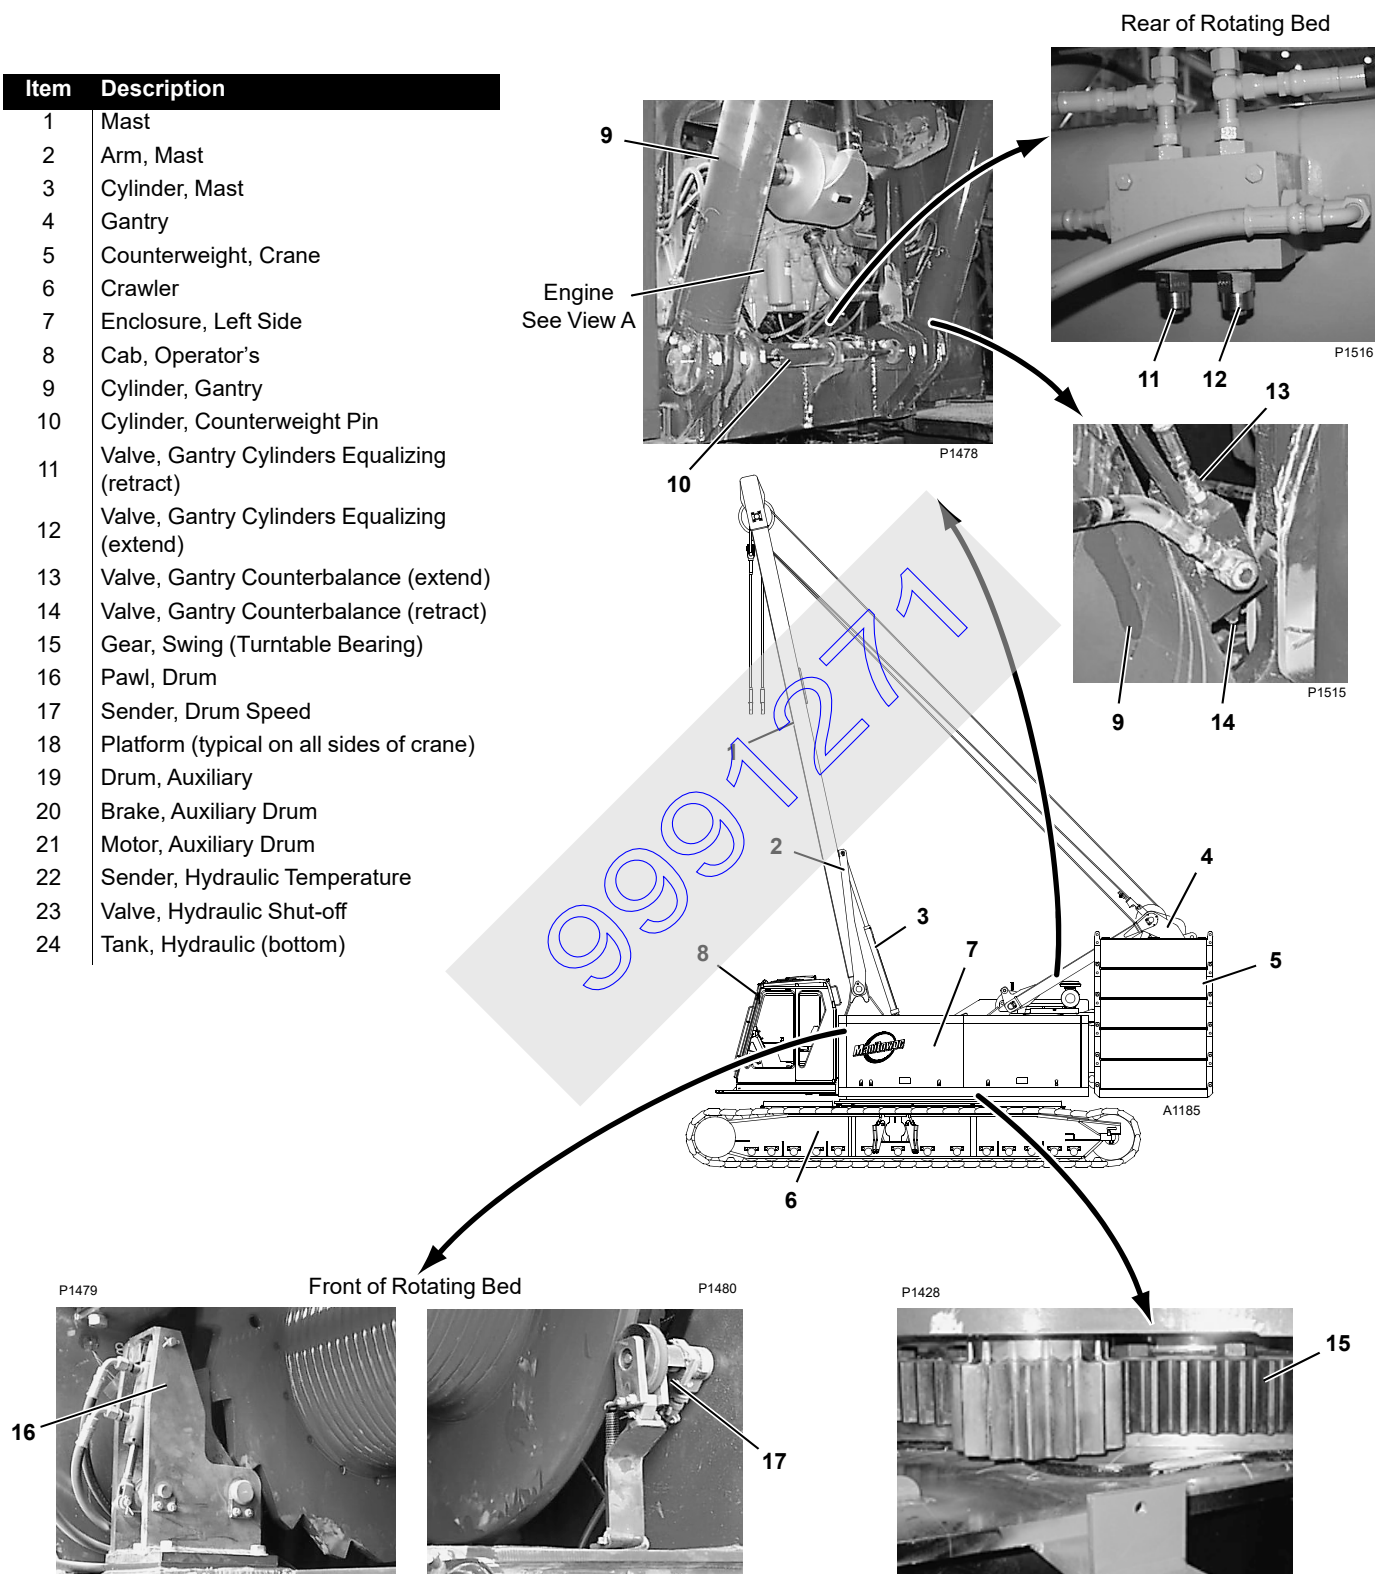 Rear of Rotating Bed
Item Description
1 Mast
2 Arm, Mast
3 Cylinder, Mast
4 Gantry
5 Counterweight, Crane
6 Crawler
7 Enclosure, Left Side
8 Cab, Operator’s
9 Cylinder, Gantry
10 Cylinder, Counterweight Pin
11 Valve, Gantry Cylinders Equalizing
(retract)
12 Valve, Gantry Cylinders Equalizing
(extend)
13 Valve, Gantry Counterbalance (extend)
14 Valve, Gantry Counterbalance (retract)
15 Gear, Swing (Turntable Bearing)
16 Pawl, Drum
17 Sender, Drum Speed
18 Platform (typical on all sides of crane)
19 Drum, Auxiliary
20 Brake, Auxiliary Drum
21 Motor, Auxiliary Drum
22 Sender, Hydraulic Temperature
23 Valve, Hydraulic Shut-off
24 Tank, Hydraulic (bottom)
9
Engine
See View A
10
P1478
P1516
11 12
13
P1515
9 14
9991271
1
2
3
4
5
7
8
Manitowoc
A1185
6
P1479
Front of Rotating Bed
P1480
P1428
16
17
15